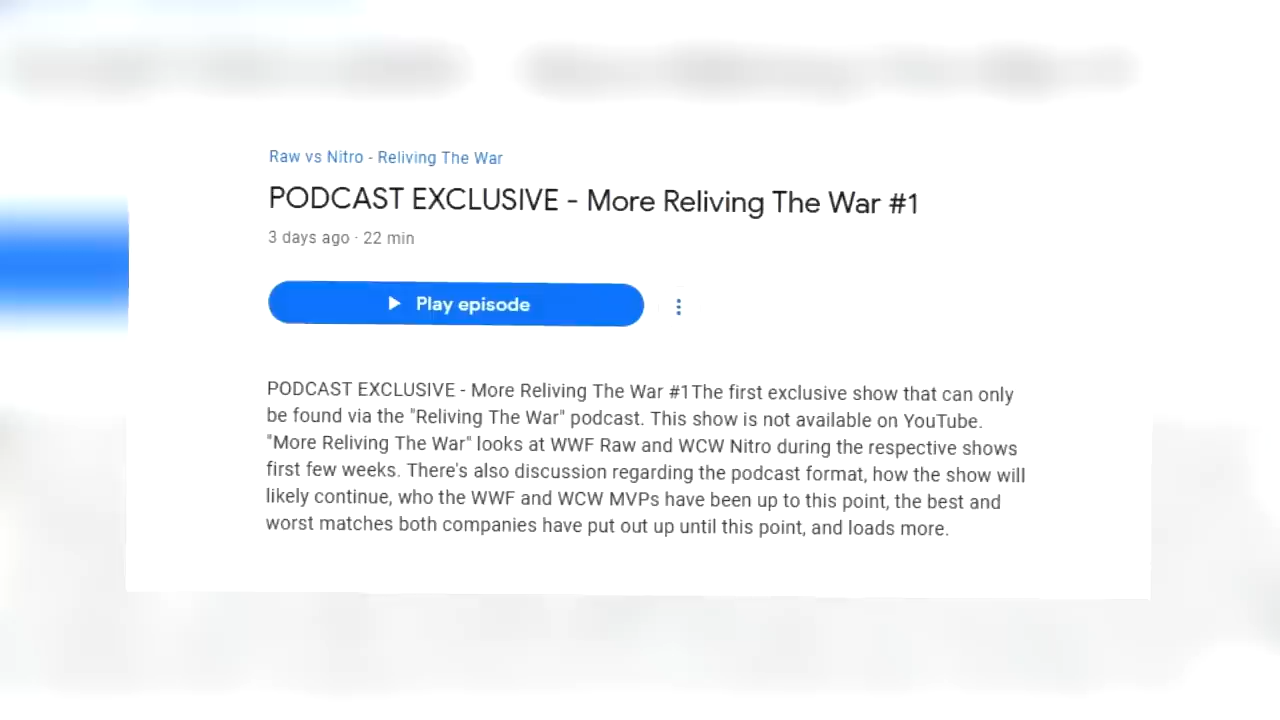 Raw vs Nitro - Reliving The War
PODCAST EXCLUSIVE - More Reliving The War #1
3 days ago · 22 min
Play episode
PODCAST EXCLUSIVE - More Reliving The War #1The first exclusive show that can only
be found via the "Reliving The War" podcast. This show is not available on YouTube.
"More Reliving The War" looks at WWF Raw and WCW Nitro during the respective shows
first few weeks. There's also discussion regarding the podcast format, how the show will
likely continue, who the WWF and WCW MVPs have been up to this point, the best and
worst matches both companies have put out up until this point, and loads more.